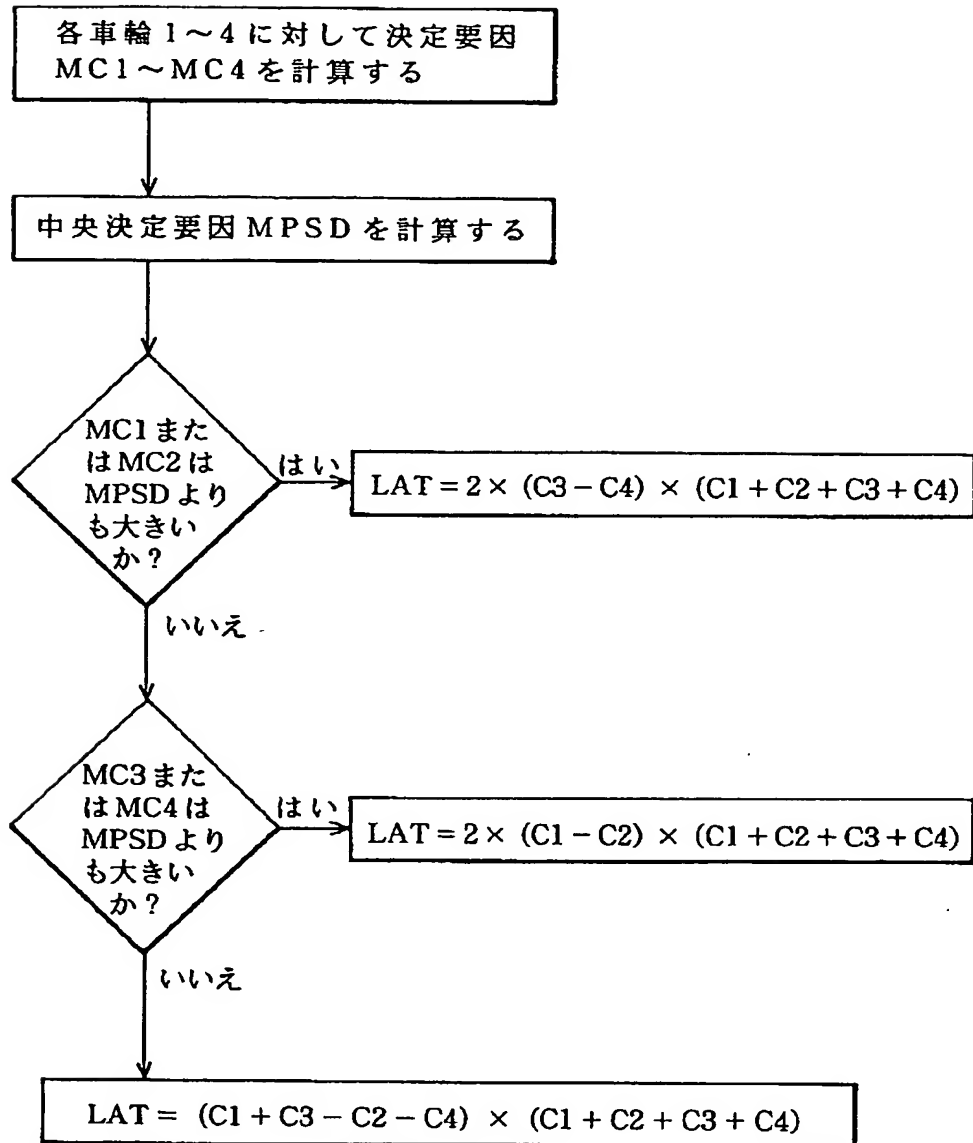 各車輪1～4に対して決定要因
MC1～MC4を計算する
中央決定要因MPSDを計算する
MC1また
はMC2は
MPSDより
も大きい
か?
はい
LAT = 2 × (C3 − C4) × (C1 + C2 + C3 + C4)
いいえ
MC3また
はMC4は
MPSDより
も大きい
か?
はい
LAT = 2 × (C1 − C2) × (C1 + C2 + C3 + C4)
いいえ
LAT = (C1 + C3 − C2 − C4) × (C1 + C2 + C3 + C4)